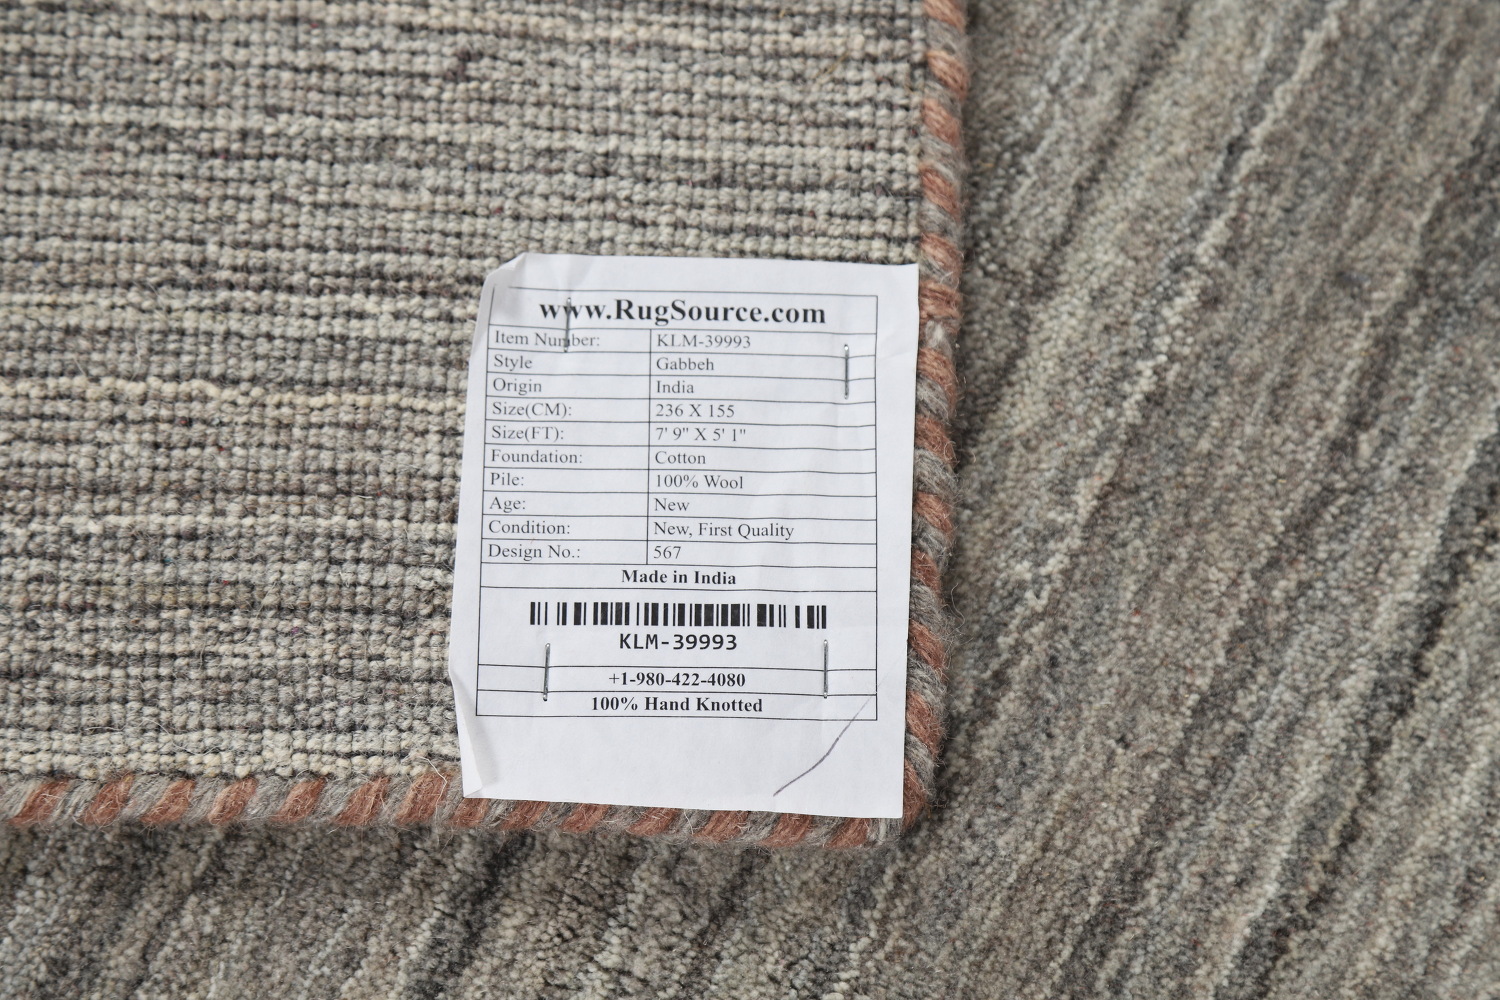 www.RugSource.com
Item Number: KLM-39993
Style Gabbeh
Origin India
Size(CM): 236 X 155
Size(FT): 7' 9" X 5' 1"
Foundation: Cotton
Pile: 100% Wool
Age: New
Condition: New, First Quality
Design No.: 567
Made in India
KLM-39993
+1-980-422-4080
100% Hand Knotted